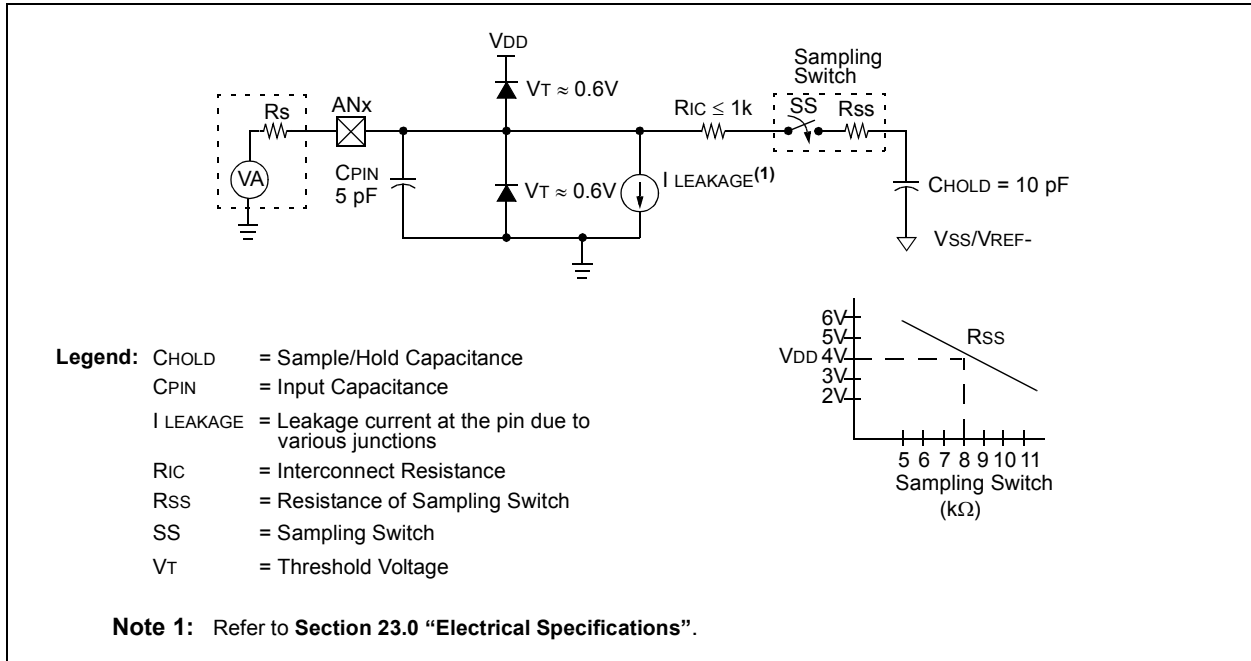 VDD
Sampling
Switch
VT ≈ 0.6V
RIC ≤ 1k
SS
Rss
Rs
ANx
VA
CPIN
5 pF
VT ≈ 0.6V
I LEAKAGE(1)
CHOLD = 10 pF
VSS/VREF-
6V
5V
VDD 4V
3V
2V
RSS
5 6 7 8 9 10 11
Sampling Switch
(kΩ)
Legend: CHOLD = Sample/Hold Capacitance
CPIN = Input Capacitance
I LEAKAGE = Leakage current at the pin due to
various junctions
RIC = Interconnect Resistance
RSS = Resistance of Sampling Switch
SS = Sampling Switch
VT = Threshold Voltage
Note 1: Refer to Section 23.0 “Electrical Specifications”.